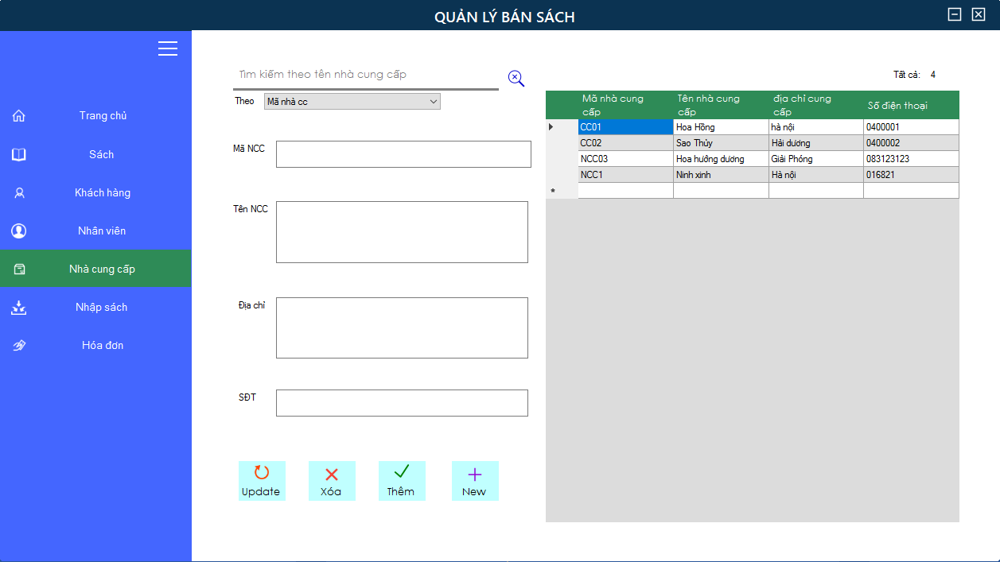 QUẢN LÝ BÁN SÁCH
Trang chủ
Sách
Khách hàng
Nhân viên
Nhà cung cấp
Nhập sách
Hóa đơn
Tìm kiếm theo tên nhà cung cấp
Theo Mã nhà cc
Mã NCC
Tên NCC
Địa chỉ
SĐT
Update Xóa Thêm New
Tất cả: 4
Mã nhà cung cấp Tên nhà cung cấp địa chỉ cung cấp Số điện thoại
CC01 Hoa Hồng hà nội 0400001
CC02 Sao Thủy Hải dương 0400002
NCC03 Hoa hướng dương Giải Phóng 083123123
NCC1 Ninh xinh Hà nội 016821